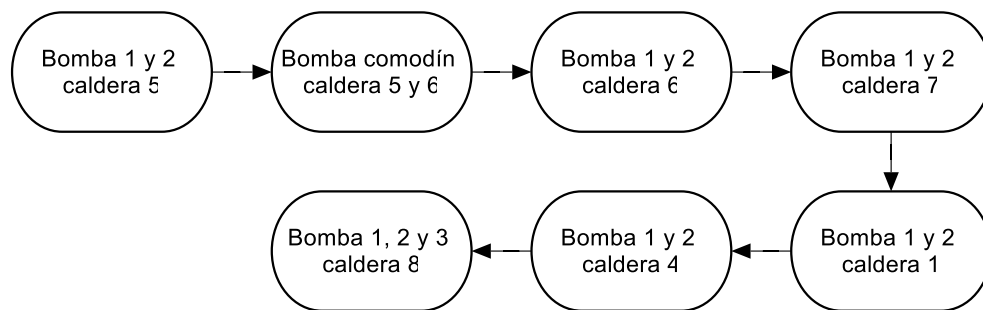 Bomba 1 y 2
caldera 5
Bomba comodín
caldera 5 y 6
Bomba 1 y 2
caldera 6
Bomba 1 y 2
caldera 7
Bomba 1 y 2
caldera 1
Bomba 1 y 2
caldera 4
Bomba 1, 2 y 3
caldera 8